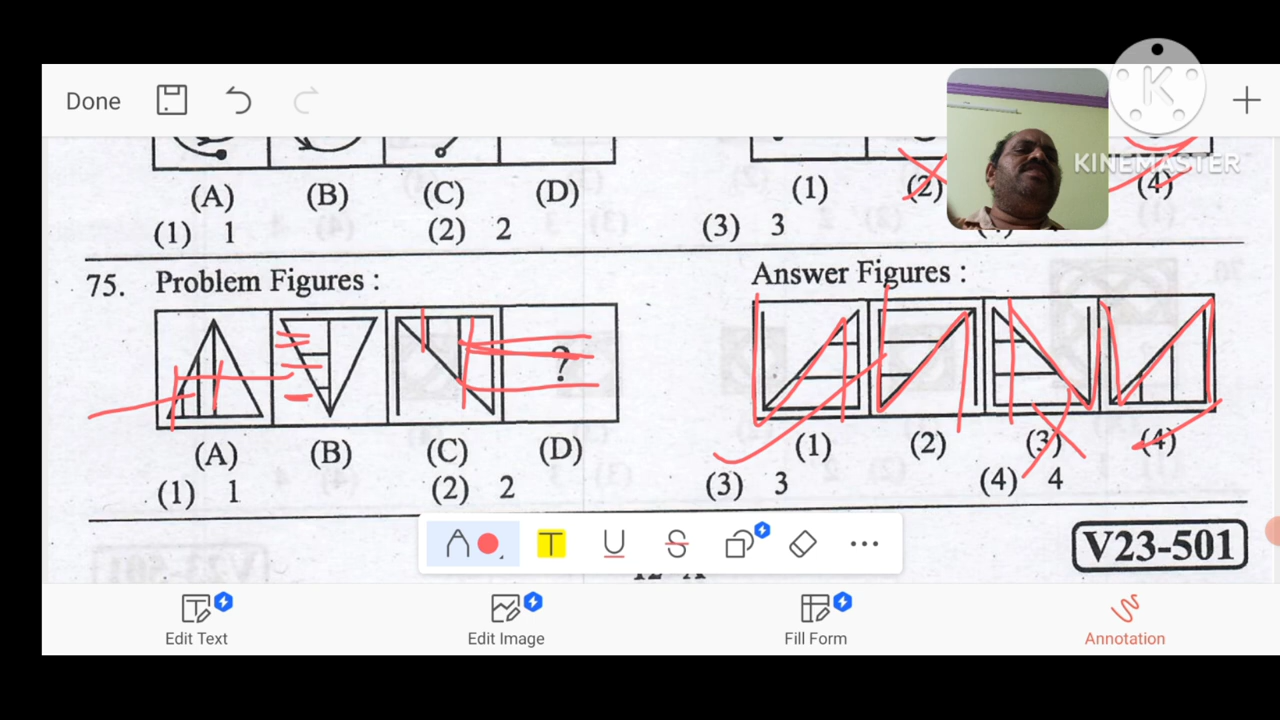 Done
KINEMASTER
(A) (B) (C) (D) (1) (2) (4)
(1) 1 (2) 2 (3) 3
75. Problem Figures : Answer Figures :
?
(A) (B) (C) (D) (1) (2) (3) (4)
(1) 1 (2) 2 (3) 3 (4) 4
V23-501
Edit Text Edit Image Fill Form Annotation